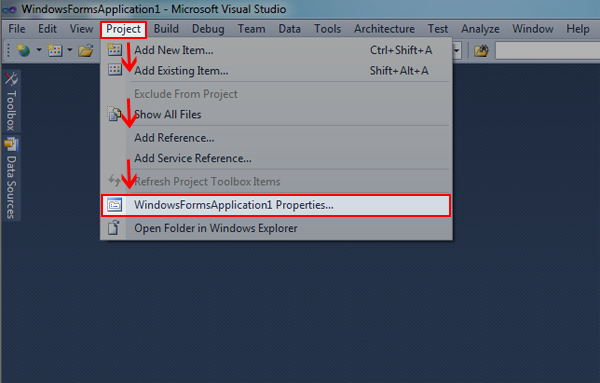 WindowsFormsApplication1 - Microsoft Visual Studio
File Edit View Project Build Debug Team Data Tools Architecture Test Analyze Window Help
Add New Item... Ctrl+Shift+A
Add Existing Item... Shift+Alt+A
Exclude From Project
Show All Files
Add Reference...
Add Service Reference...
Refresh Project Toolbox Items
WindowsFormsApplication1 Properties...
Open Folder in Windows Explorer
Toolbox
Data Sources